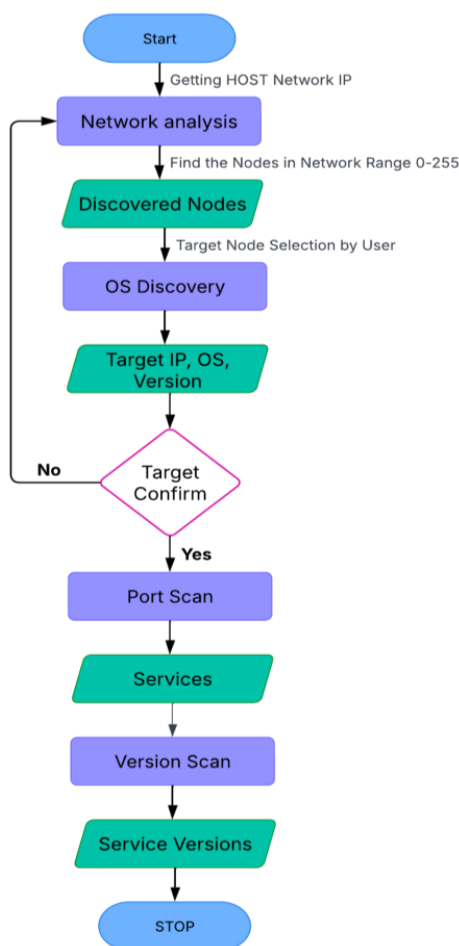 Start
Getting HOST Network IP
Network analysis
Find the Nodes in Network Range 0-255
Discovered Nodes
Target Node Selection by User
OS Discovery
Target IP, OS,
Version
Target
Confirm
No
Yes
Port Scan
Services
Version Scan
Service Versions
STOP